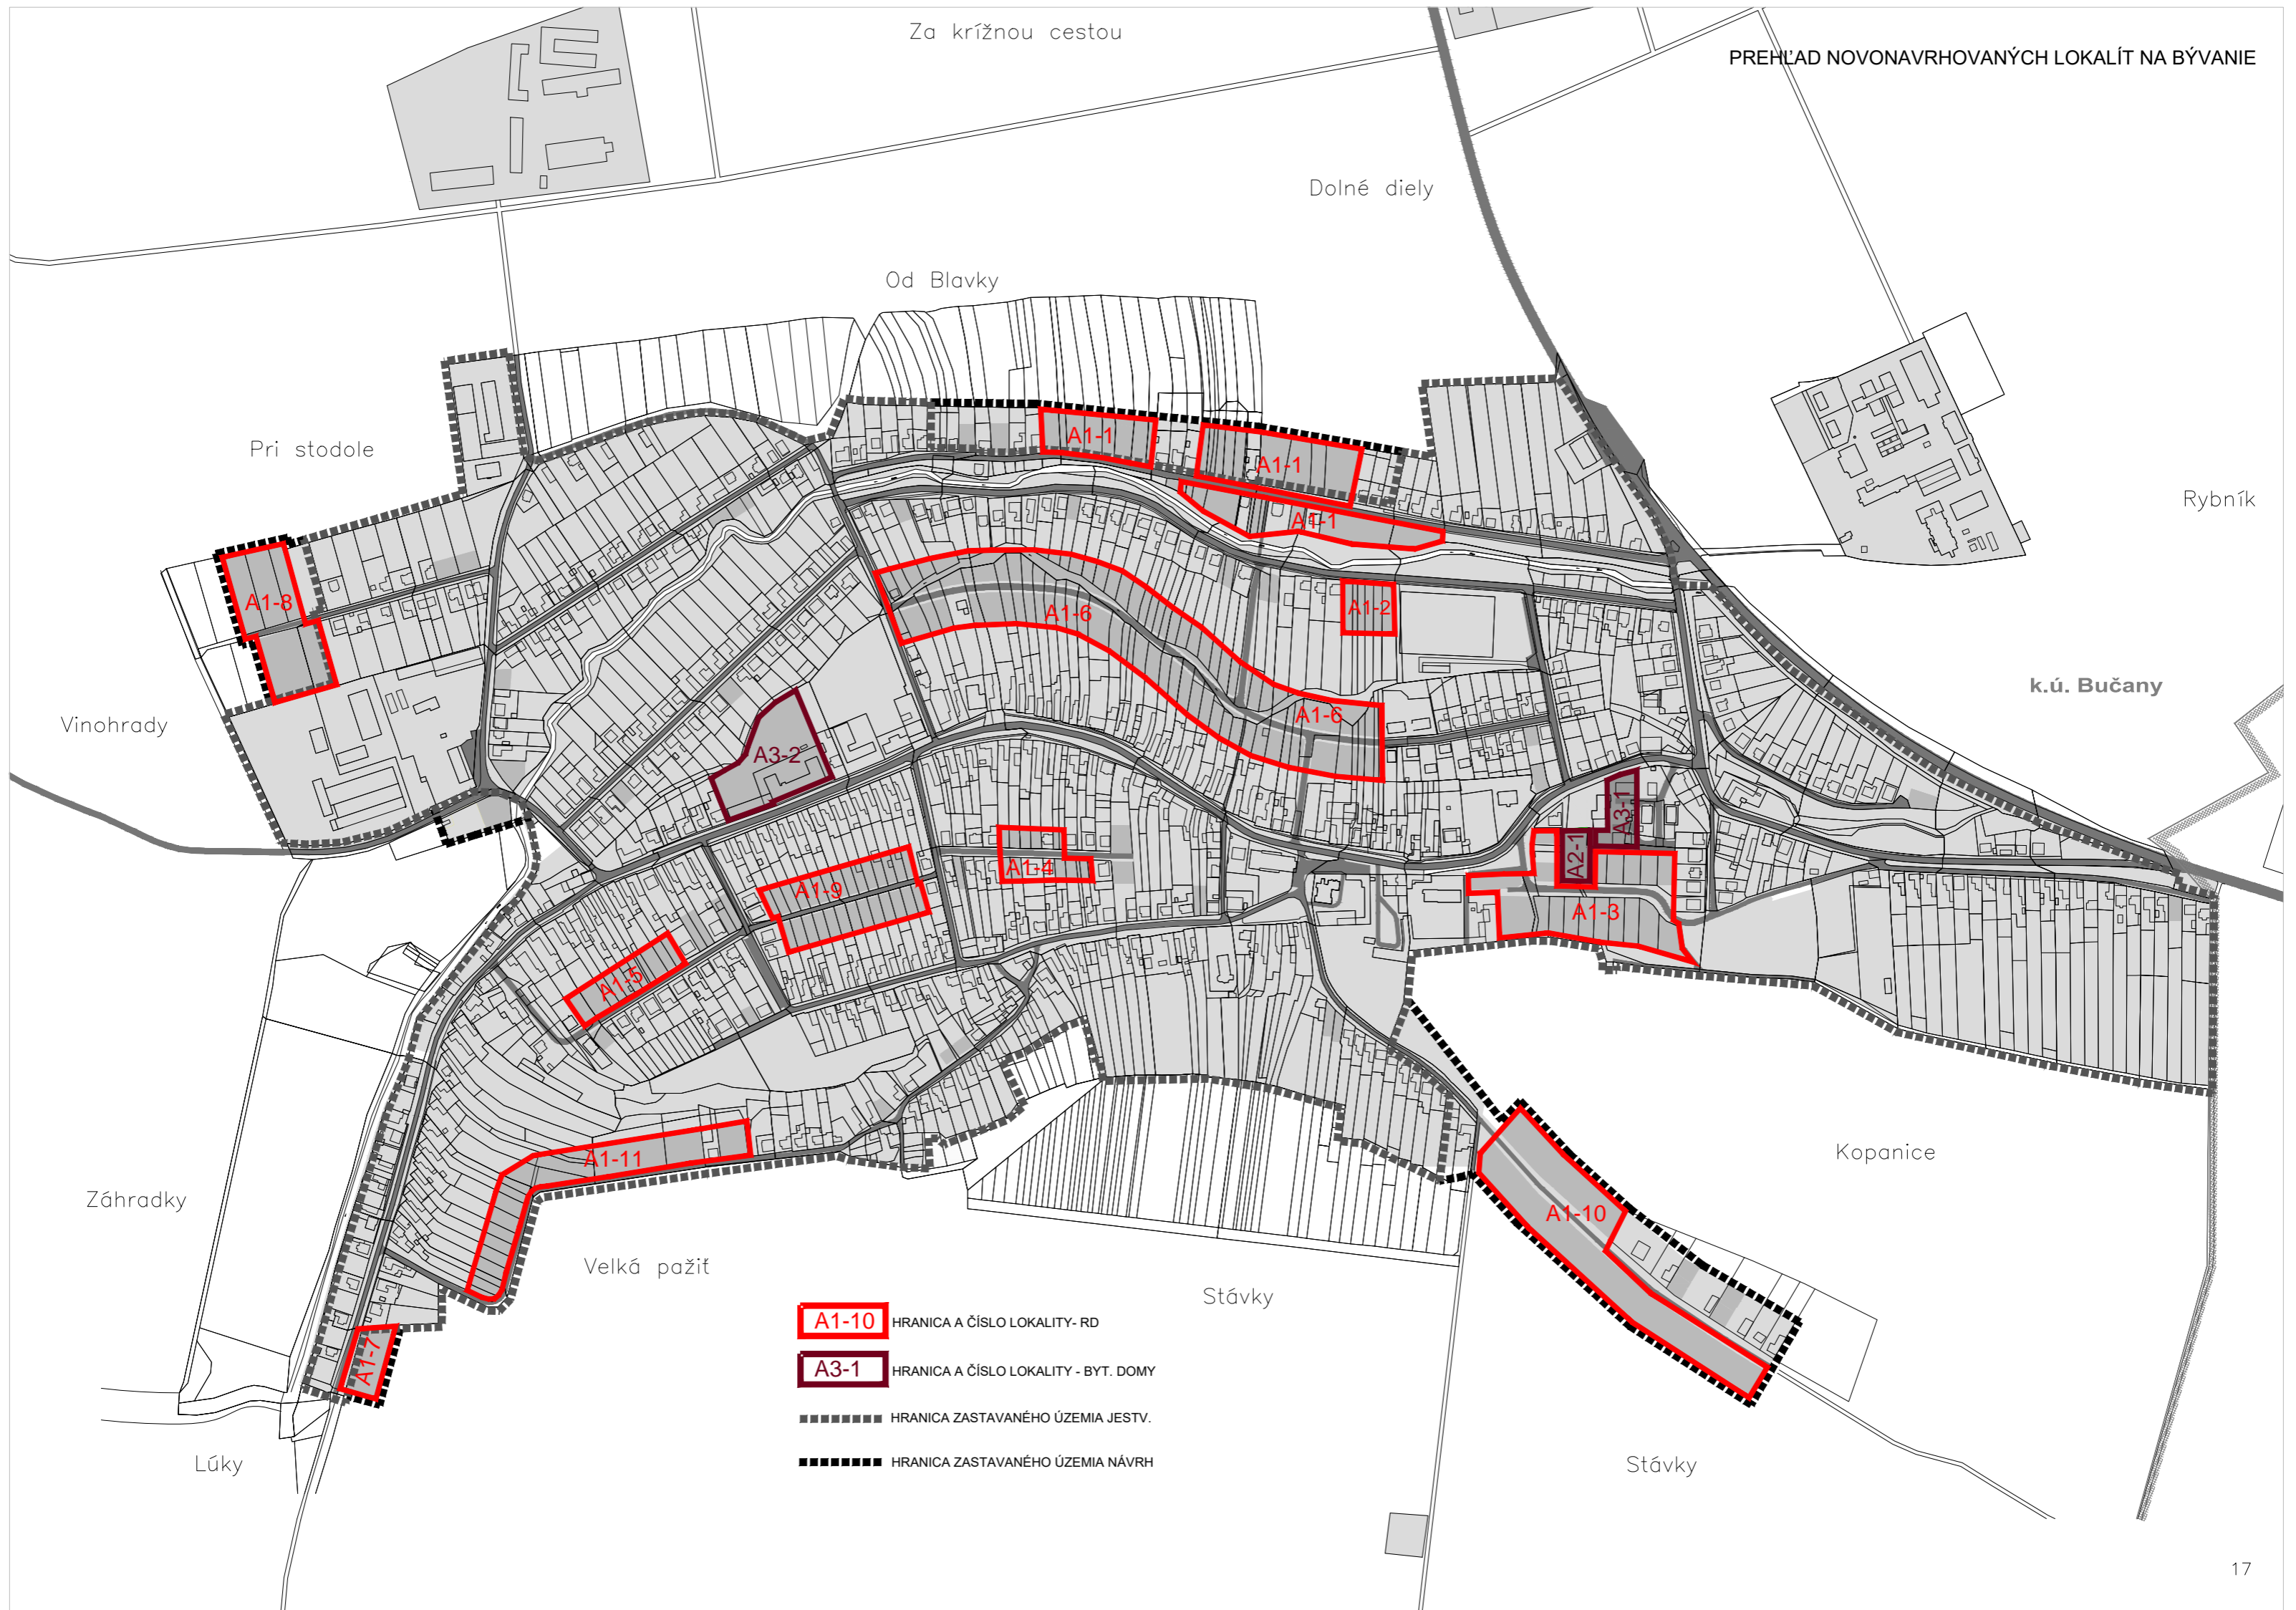 Za krížnou cestou
PREHĽAD NOVONAVRHOVANÝCH LOKALÍT NA BÝVANIE
Dolné diely
Od Blavky
Pri stodole
A1-1
A1-1
Rybník
A1-1
A1-8
A1-2
A1-6
k.ú. Bučany
Vinohrady
A1-6
A3-2
A3-1
A2-1
A1-4
A1-9
A1-3
A1-5
Kopanice
A1-11
Záhradky
A1-10
Velká pažiť
Stávky
A1-10 HRANICA A ČÍSLO LOKALITY- RD
A1-7
A3-1 HRANICA A ČÍSLO LOKALITY - BYT. DOMY
HRANICA ZASTAVANÉHO ÚZEMIA JESTV.
HRANICA ZASTAVANÉHO ÚZEMIA NÁVRH
Lúky
Stávky
17